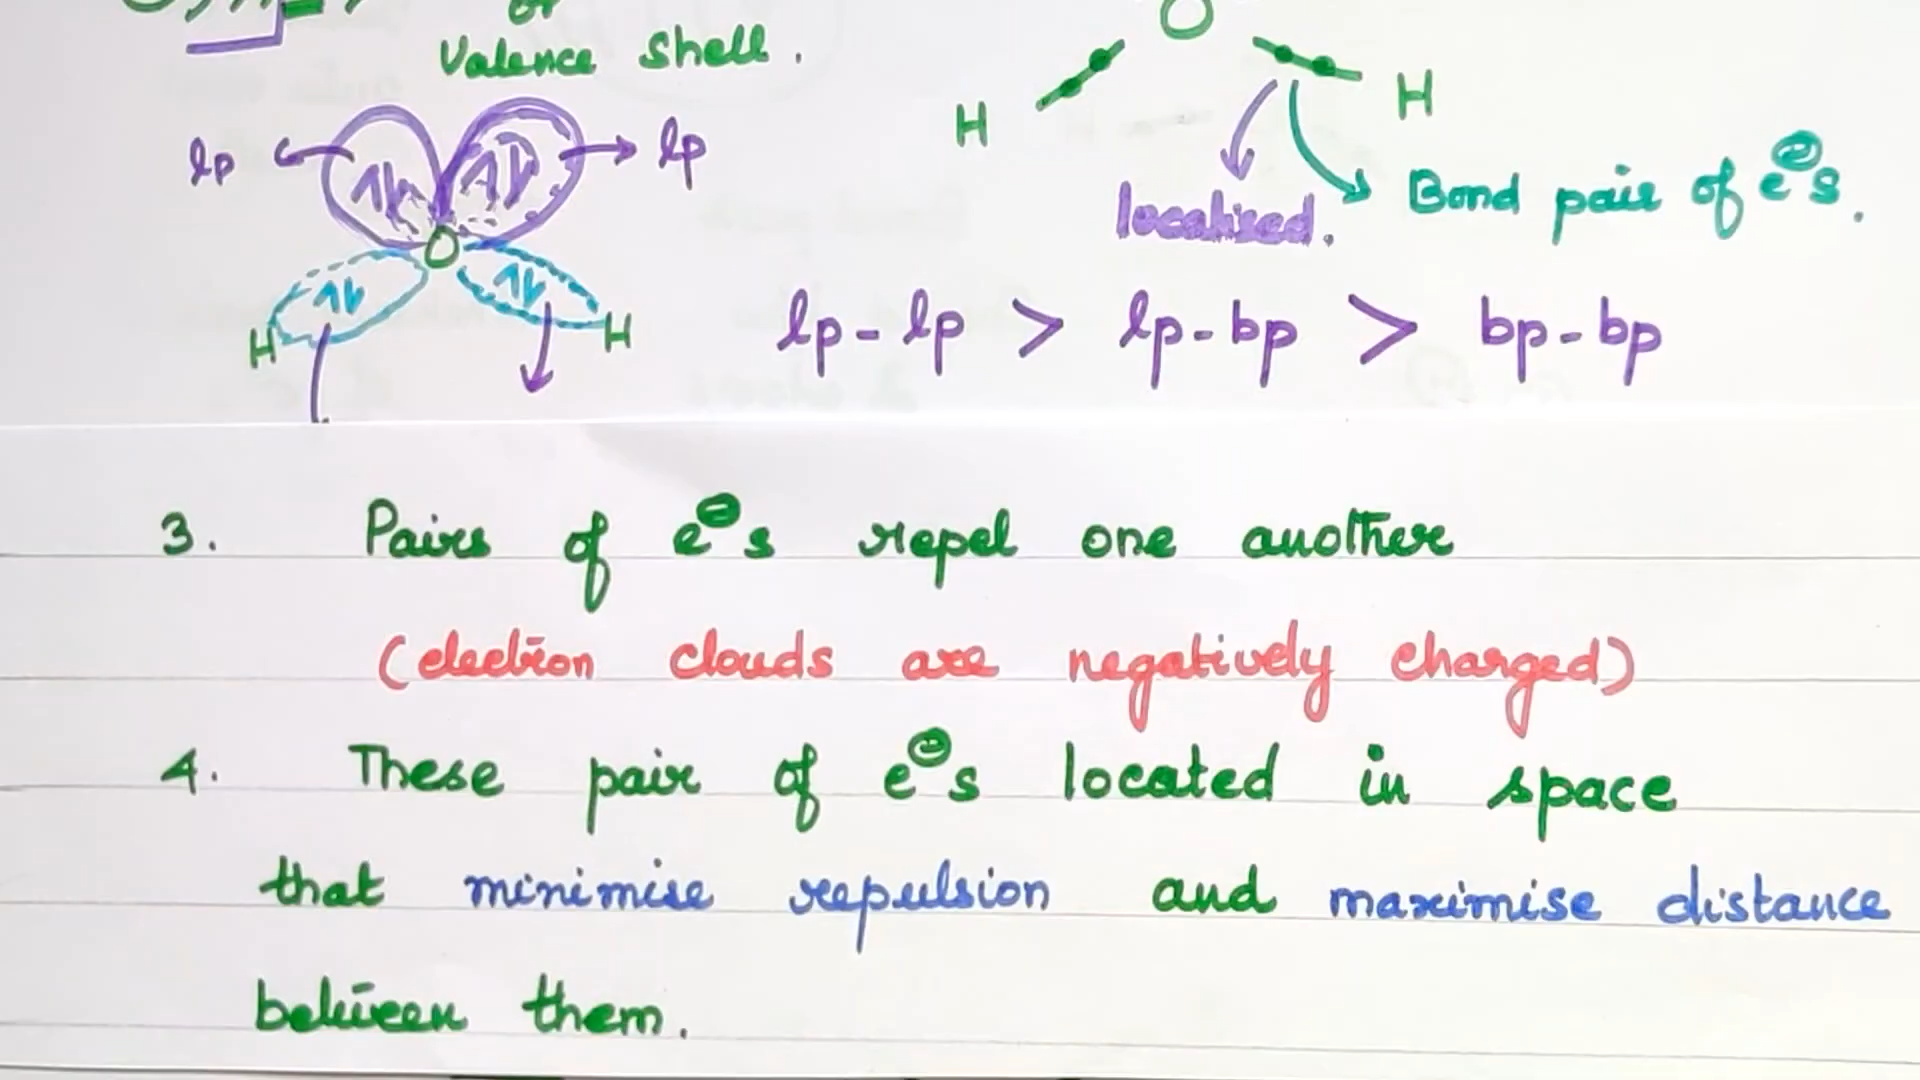 or
Valence Shell.
O
H
H
lp
lp
localised.
Bond pair of e⊖s.
O
H
H
lp - lp > lp - bp > bp - bp
3. Pairs of e⊖s repel one another
(electron clouds are negatively charged)
4. These pair of e⊖s located in space
that minimise repulsion and maximise distance
between them.